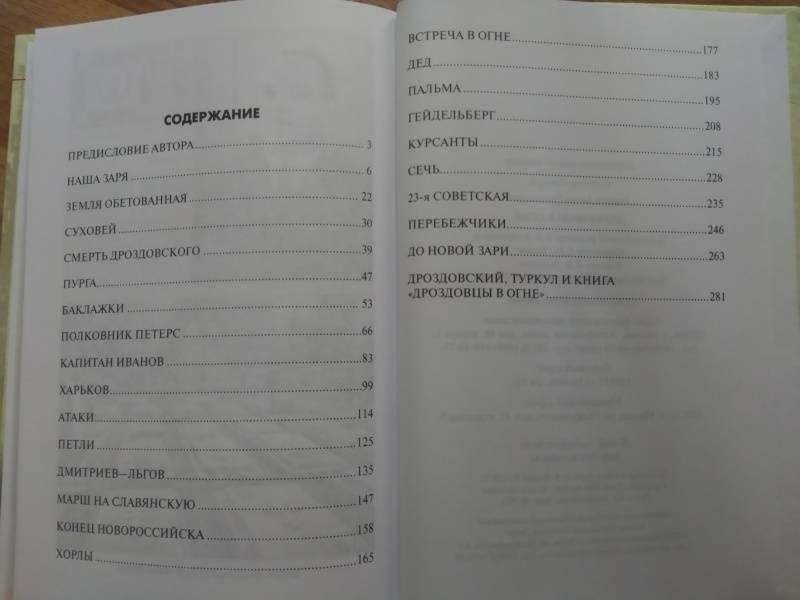 СОДЕРЖАНИЕ
ПРЕДИСЛОВИЕ АВТОРА 3
НАША ЗАРЯ 6
ЗЕМЛЯ ОБЕТОВАННАЯ 22
СУХОВЕЙ 30
СМЕРТЬ ДРОЗДОВСКОГО 39
ПУРГА 47
БАКЛАЖКИ 53
ПОЛКОВНИК ПЕТЕРС 66
КАПИТАН ИВАНОВ 83
ХАРЬКОВ 99
АТАКИ 114
ПЕТЛИ 125
ДМИТРИЕВ—ЛЬГОВ 135
МАРШ НА СЛАВЯНСКУЮ 147
КОНЕЦ НОВОРОССИЙСКА 158
ХОРЛЫ 165
ВСТРЕЧА В ОГНЕ 177
ДЕД 183
ПАЛЬМА 195
ГЕЙДЕЛЬБЕРГ 208
КУРСАНТЫ 215
СЕЧЬ 228
23-я СОВЕТСКАЯ 235
ПЕРЕБЕЖЧИКИ 246
ДО НОВОЙ ЗАРИ 263
ДРОЗДОВСКИЙ, ТУРКУЛ И КНИГА
«ДРОЗДОВЦЫ В ОГНЕ» 281